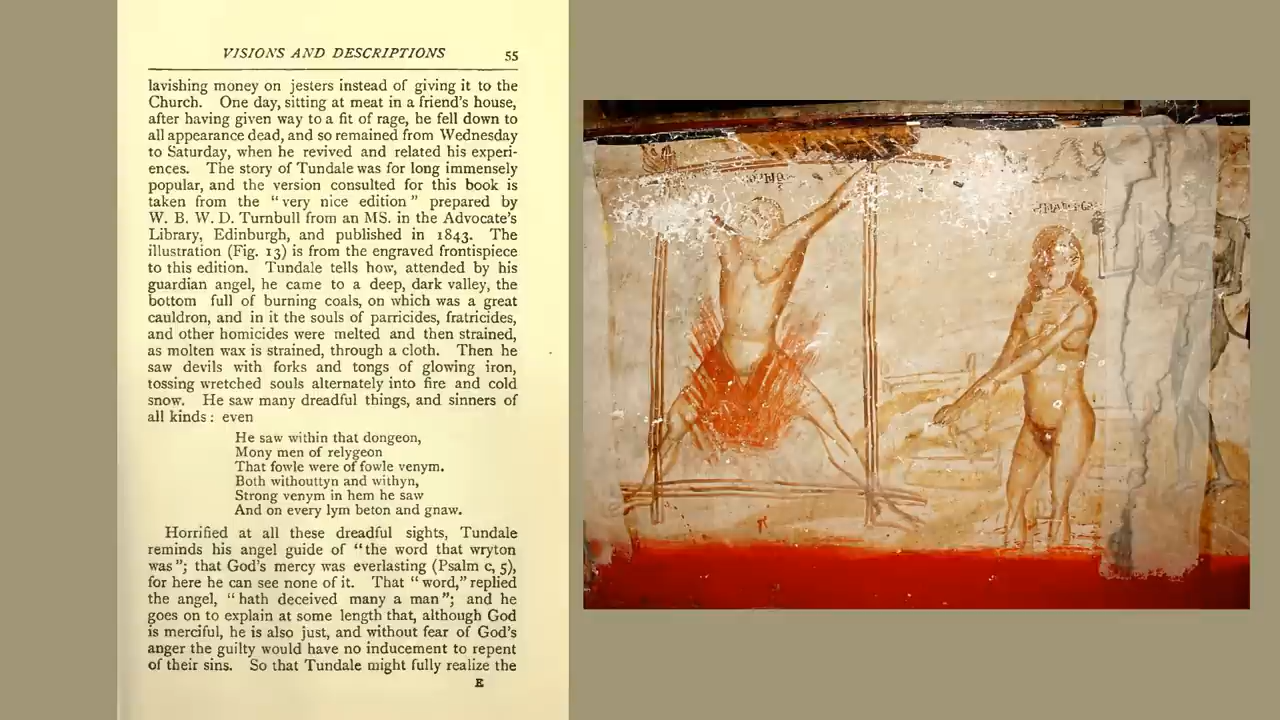 VISIONS AND DESCRIPTIONS 55
lavishing money on jesters instead of giving it to the
Church. One day, sitting at meat in a friend's house,
after having given way to a fit of rage, he fell down to
all appearance dead, and so remained from Wednesday
to Saturday, when he revived and related his experi-
ences. The story of Tundale was for long immensely
popular, and the version consulted for this book is
taken from the "very nice edition" prepared by
W. B. W. D. Turnbull from an MS. in the Advocate's
Library, Edinburgh, and published in 1843. The
illustration (Fig. 13) is from the engraved frontispiece
to this edition. Tundale tells how, attended by his
guardian angel, he came to a deep, dark valley, the
bottom full of burning coals, on which was a great
cauldron, and in it the souls of parricides, fratricides,
and other homicides were melted and then strained,
as molten wax is strained, through a cloth. Then he
saw devils with forks and tongs of glowing iron,
tossing wretched souls alternately into fire and cold
snow. He saw many dreadful things, and sinners of
all kinds: even
He saw within that dongeon,
Mony men of relygeon
That fowle were of fowle venym.
Both withouttyn and withyn,
Strong venym in hem he saw
And on every lym beton and gnaw.
Horrified at all these dreadful sights, Tundale
reminds his angel guide of "the word that wryton
was"; that God's mercy was everlasting (Psalm c, 5),
for here he can see none of it. That "word," replied
the angel, "hath deceived many a man"; and he
goes on to explain at some length that, although God
is merciful, he is also just, and without fear of God's
anger the guilty would have no inducement to repent
of their sins. So that Tundale might fully realize the
E